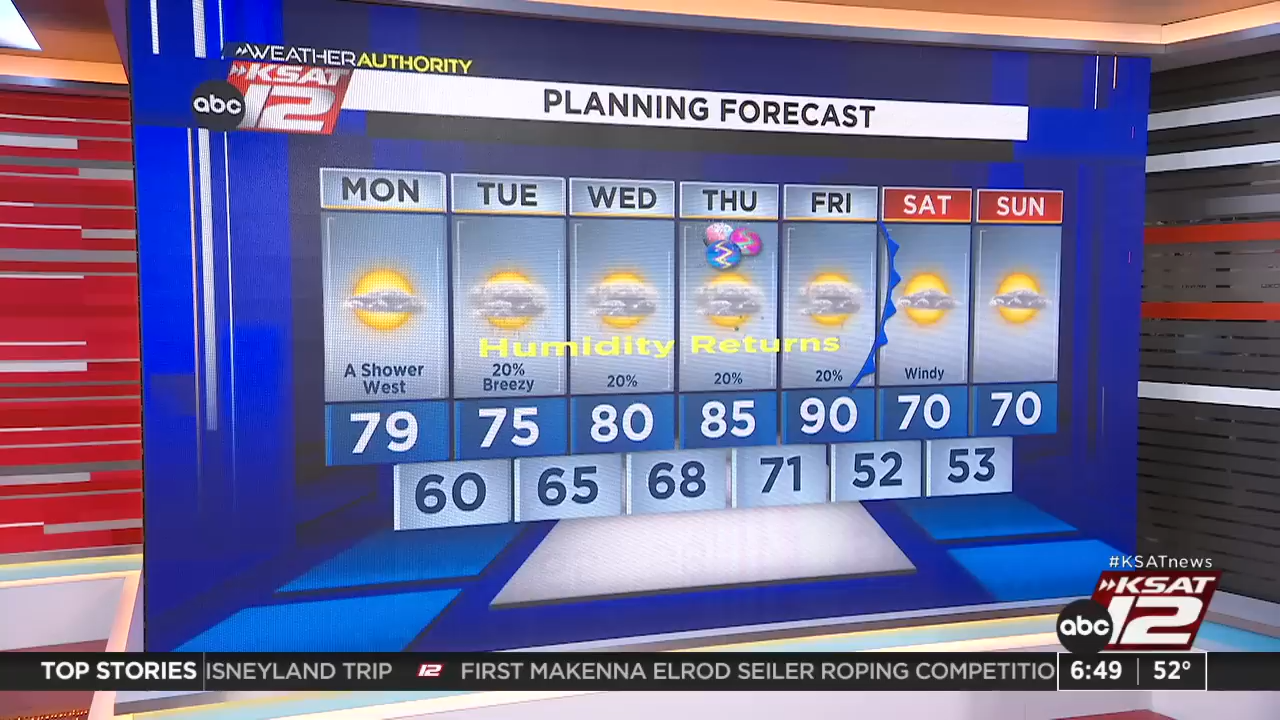 WEATHERAUTHORITY
abc KSAT 12
PLANNING FORECAST
MON TUE WED THU FRI SAT SUN
Humidity Returns
A Shower West
20% Breezy
20%
20%
20%
Windy
79 75 80 85 90 70 70
60 65 68 71 52 53
#KSATnews
abc KSAT 12
TOP STORIES ISNEYLAND TRIP 12 FIRST MAKENNA ELROD SEILER ROPING COMPETITIO 6:49 52°